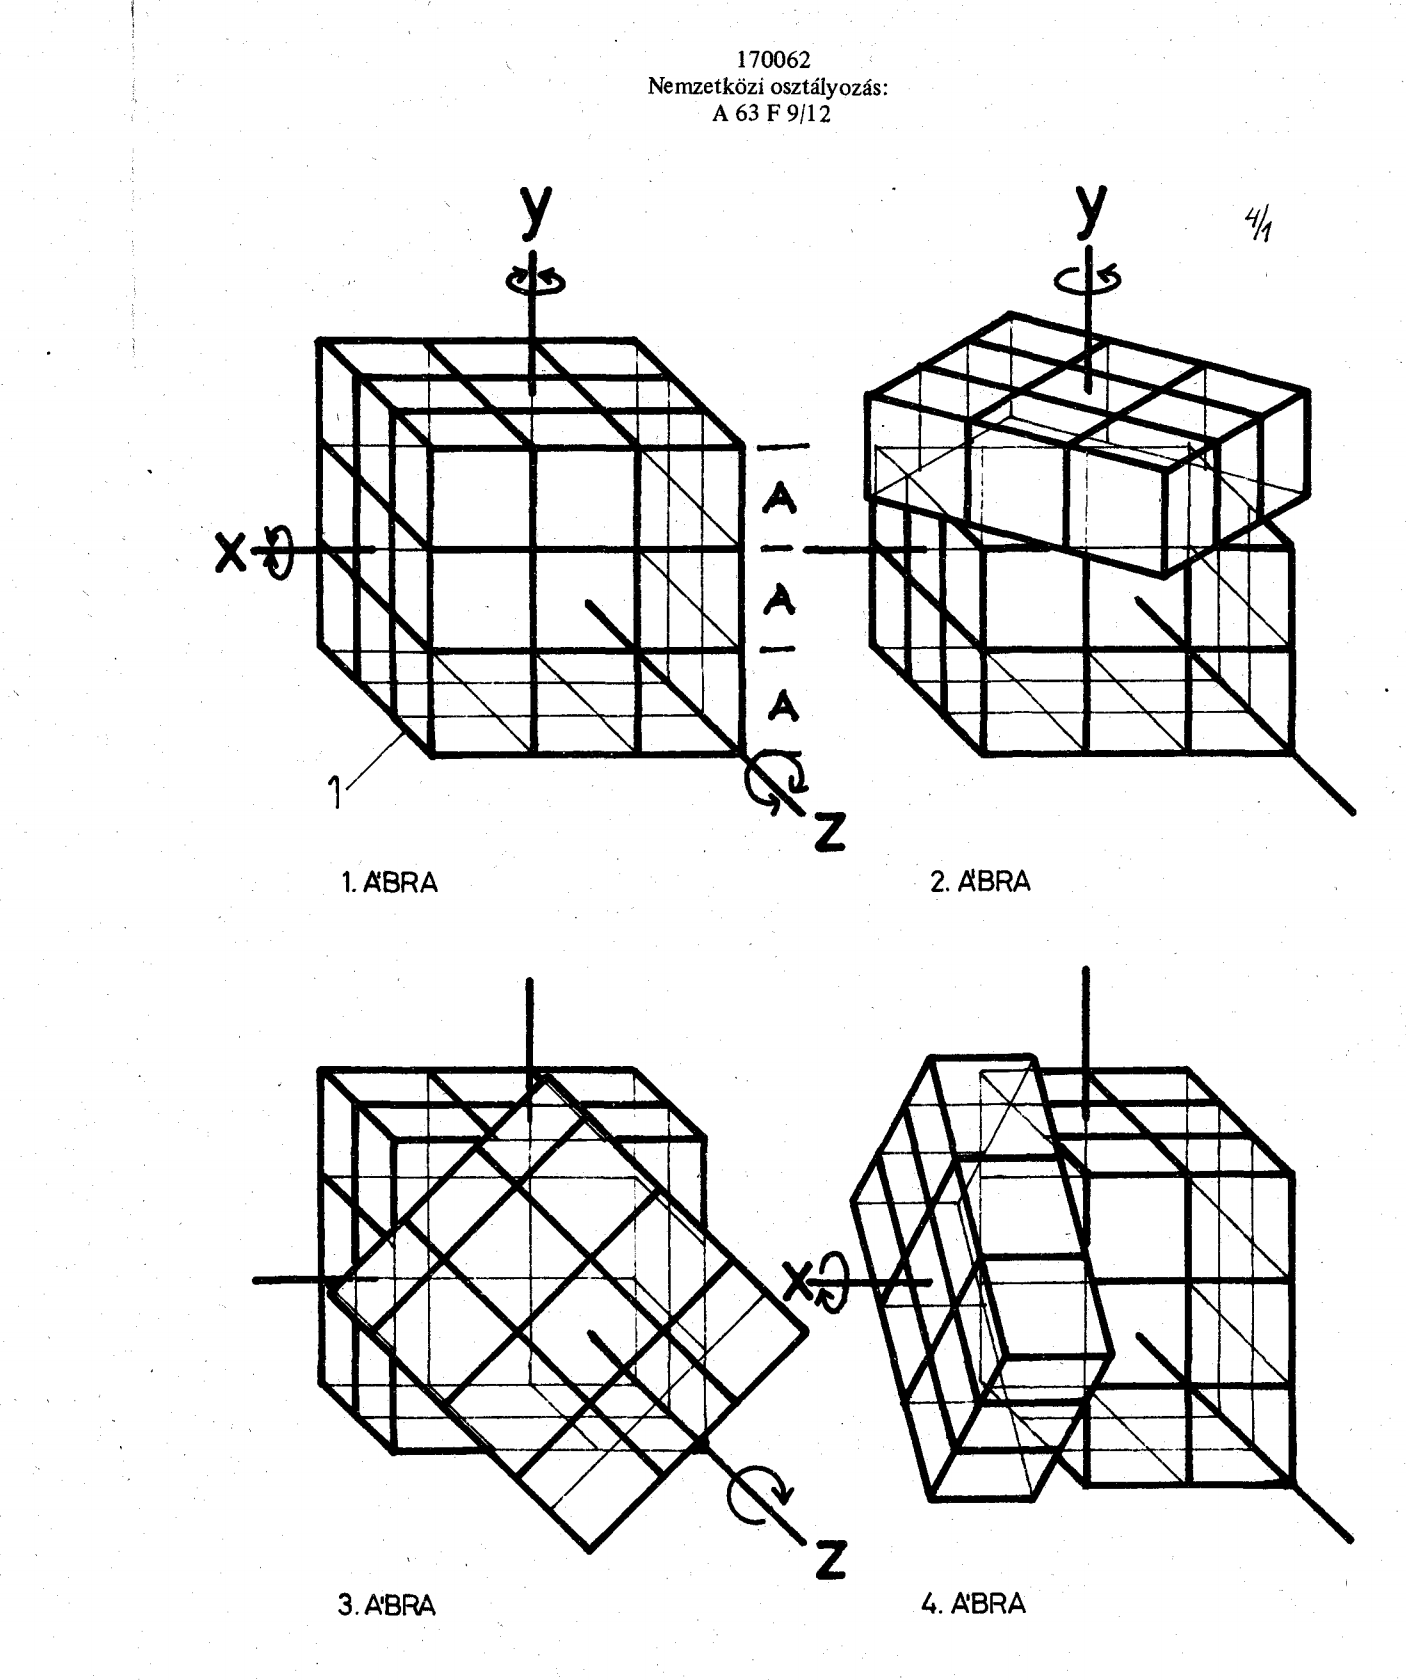 170062
Nemzetközi osztályozás:
A 63 F 9/12
y
y
4/1
A
X
A
A
1
Z
1. ÁBRA
2. ÁBRA
X
Z
3. ÁBRA
4. ÁBRA